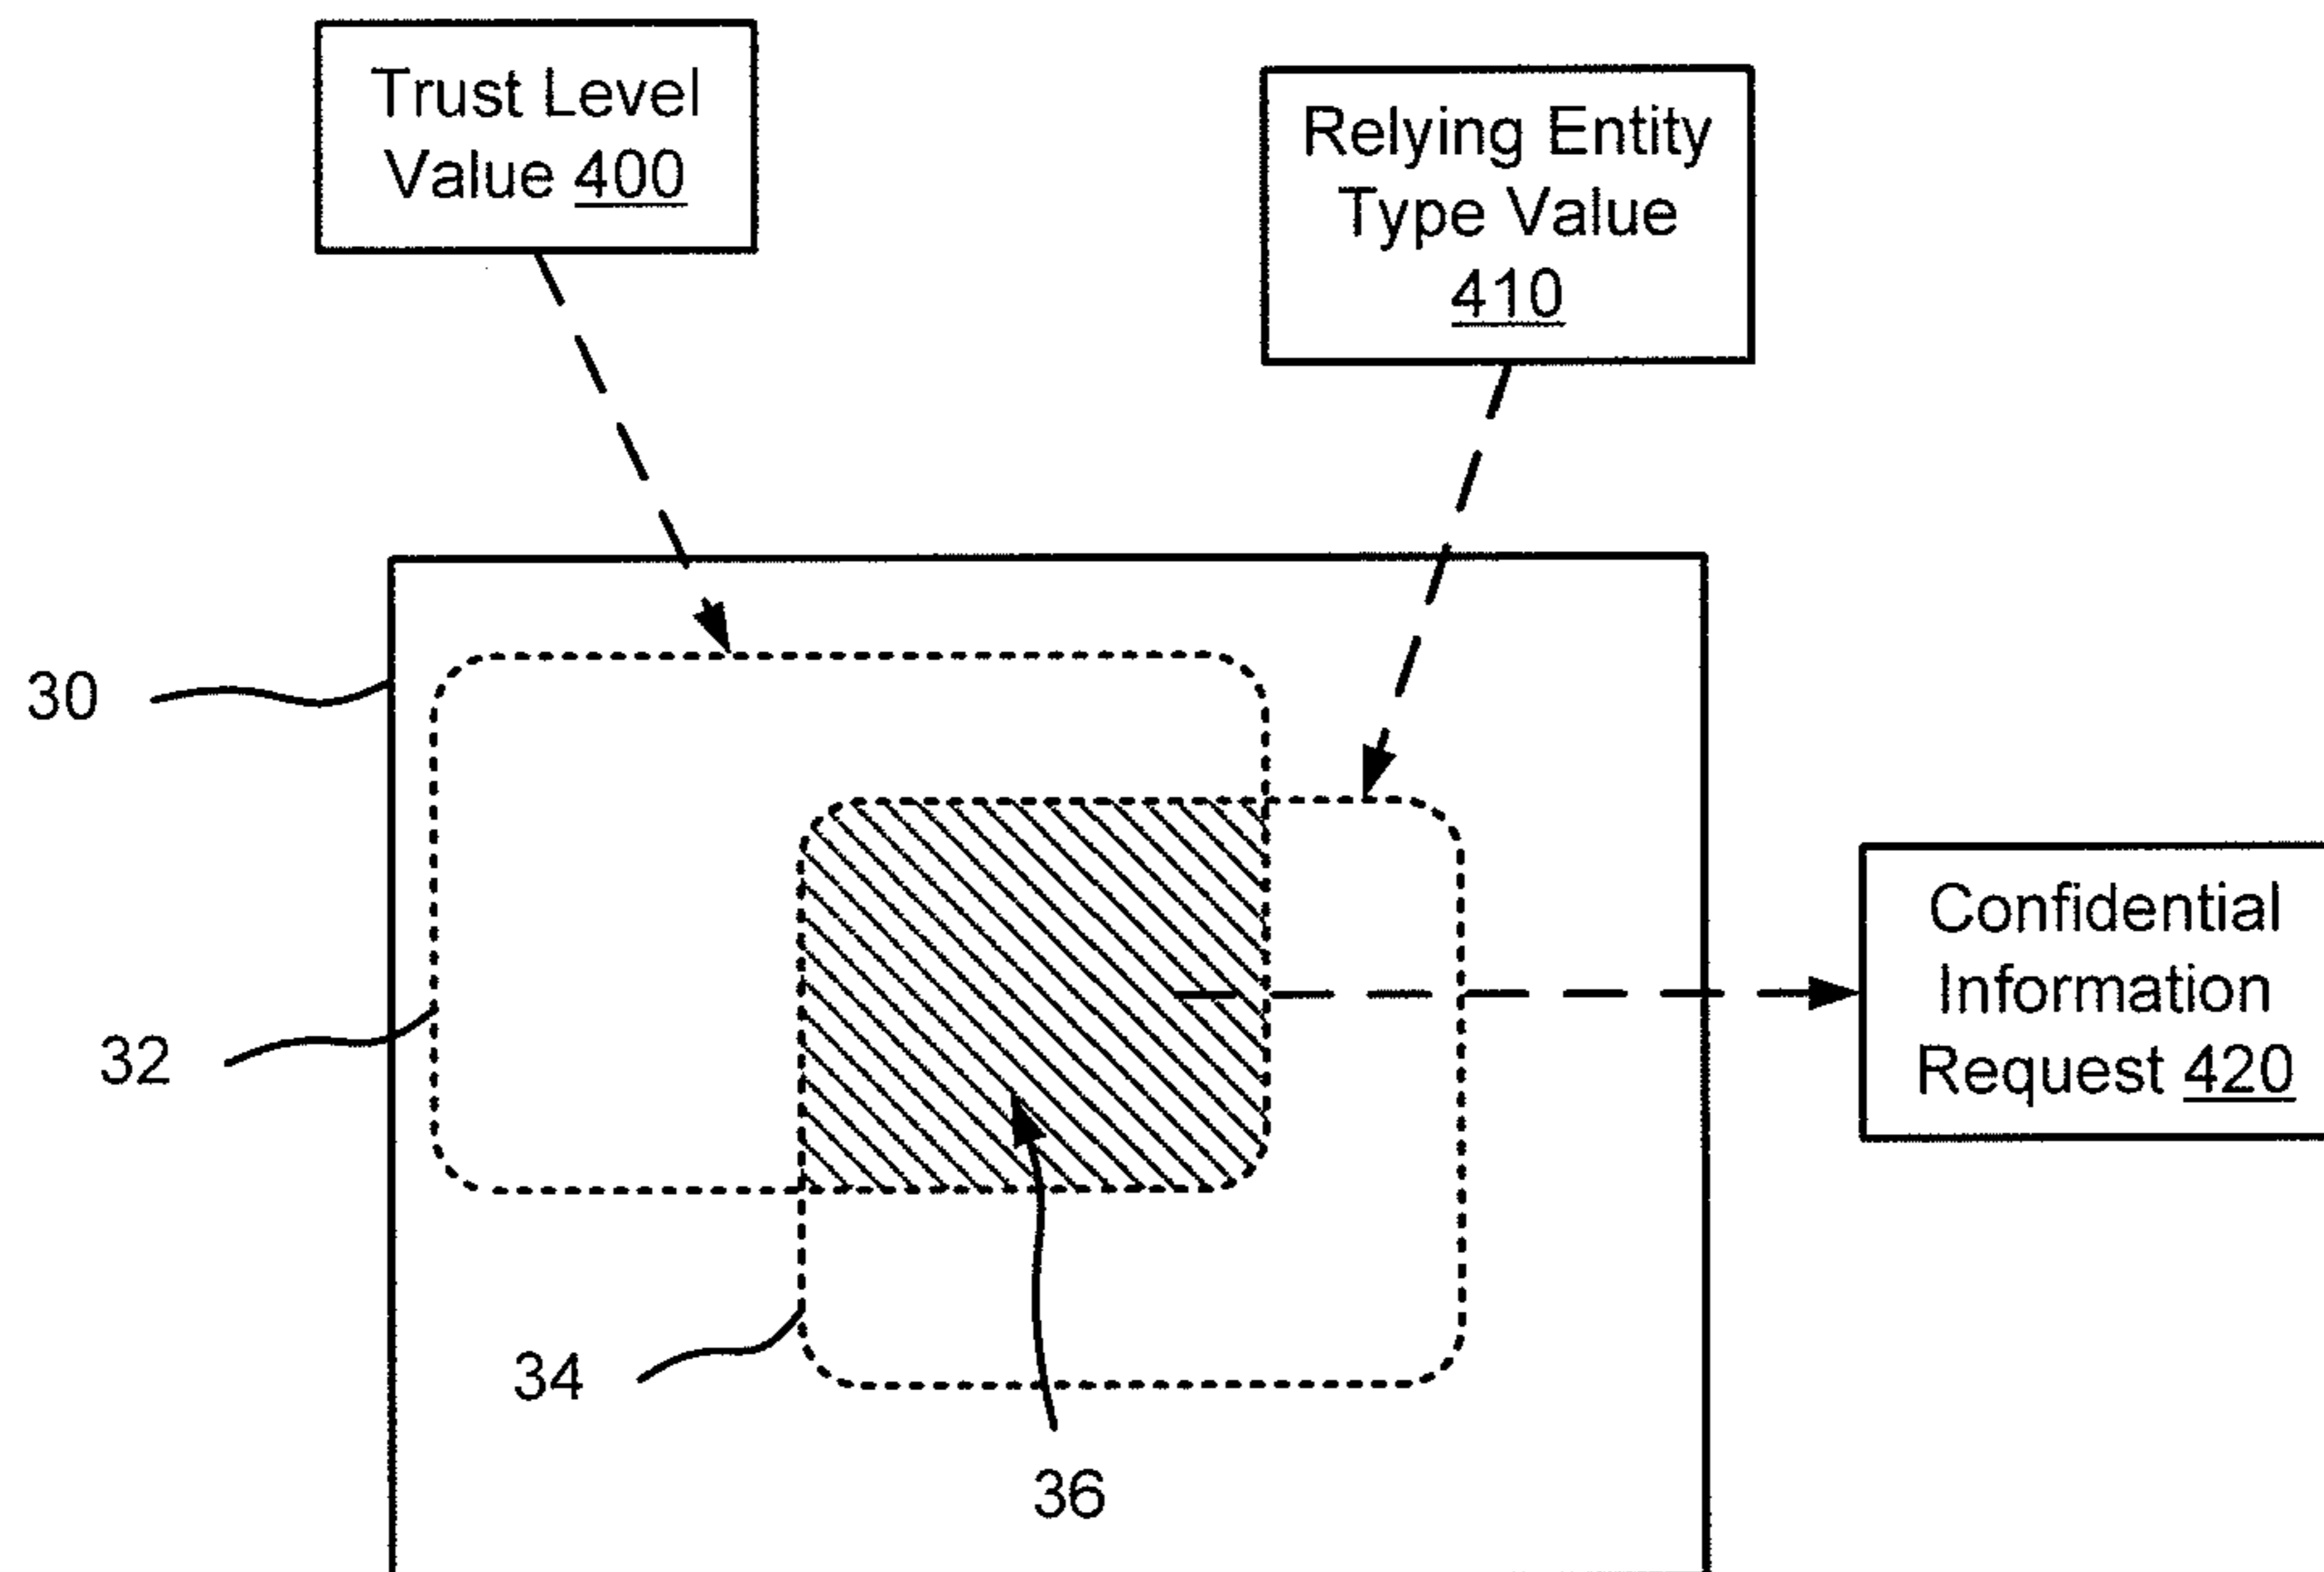 Trust Level
Value 400
Relying Entity
Type Value
410
30
Confidential
Information
Request 420
32
34
36